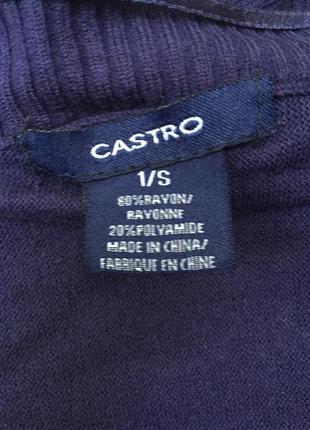 CASTRO
1/S
80%RAYON/
RAYONNE
20%POLYAMIDE
MADE IN CHINA/
FABRIQUE EN CHINE